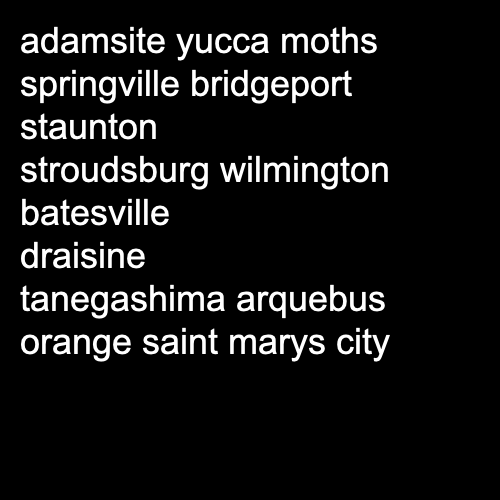 adamsite yucca moths
springville bridgeport
staunton
stroudsburg wilmington
batesville
draisine
tanegashima arquebus
orange saint marys city